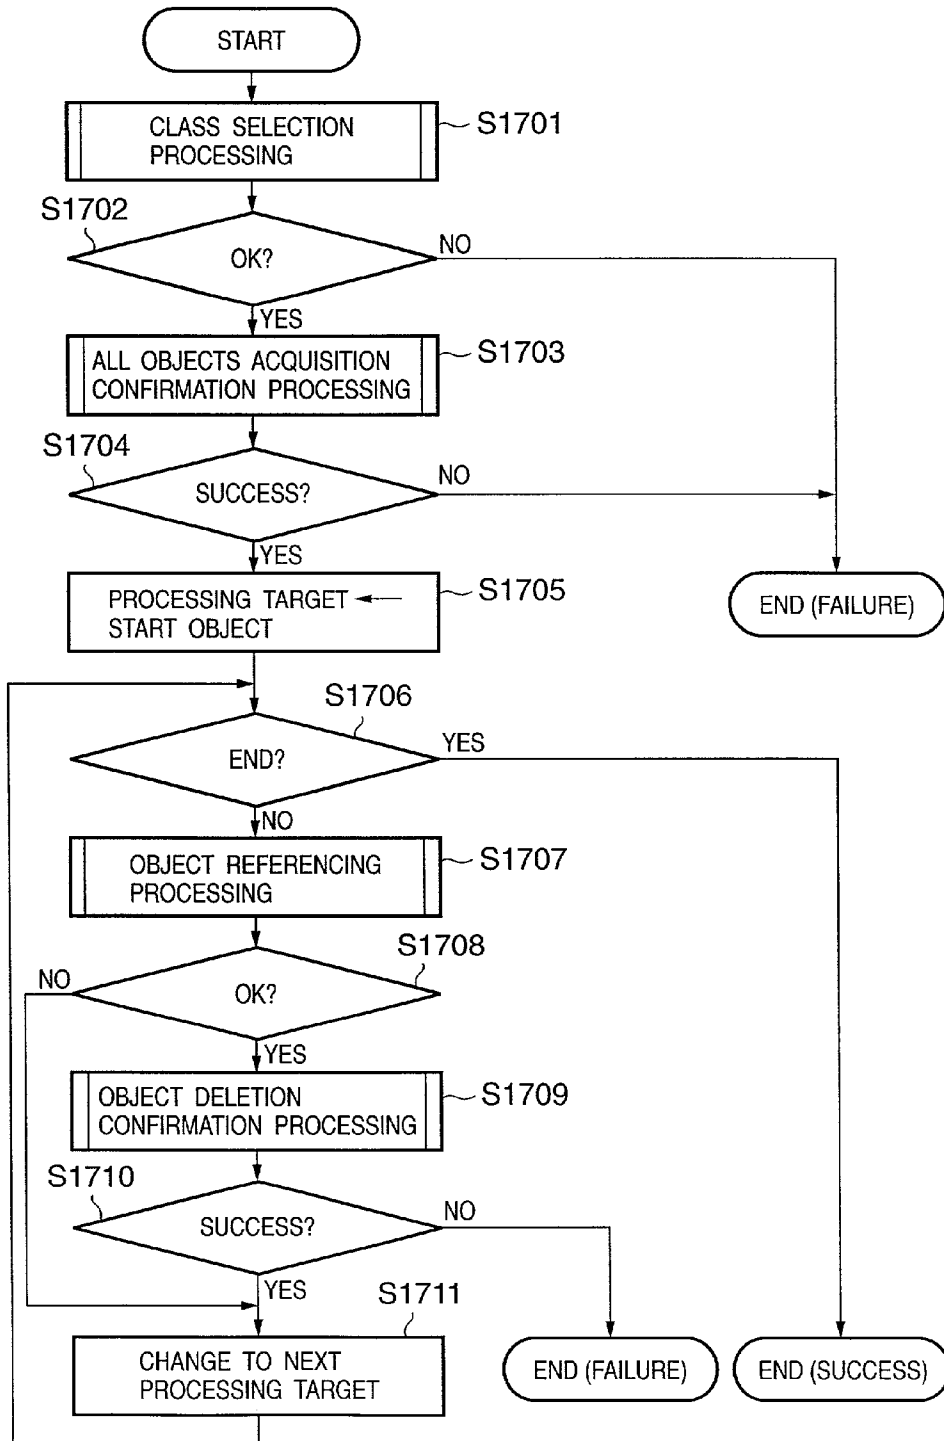 START
CLASS SELECTION
PROCESSING
S1701
S1702
OK?
NO
YES
ALL OBJECTS ACQUISITION
CONFIRMATION PROCESSING
S1703
S1704
SUCCESS?
NO
YES
PROCESSING TARGET ←
START OBJECT
S1705
END (FAILURE)
S1706
END?
YES
NO
OBJECT REFERENCING
PROCESSING
S1707
S1708
NO
OK?
YES
OBJECT DELETION
CONFIRMATION PROCESSING
S1709
S1710
SUCCESS?
NO
YES
S1711
CHANGE TO NEXT
PROCESSING TARGET
END (FAILURE)
END (SUCCESS)